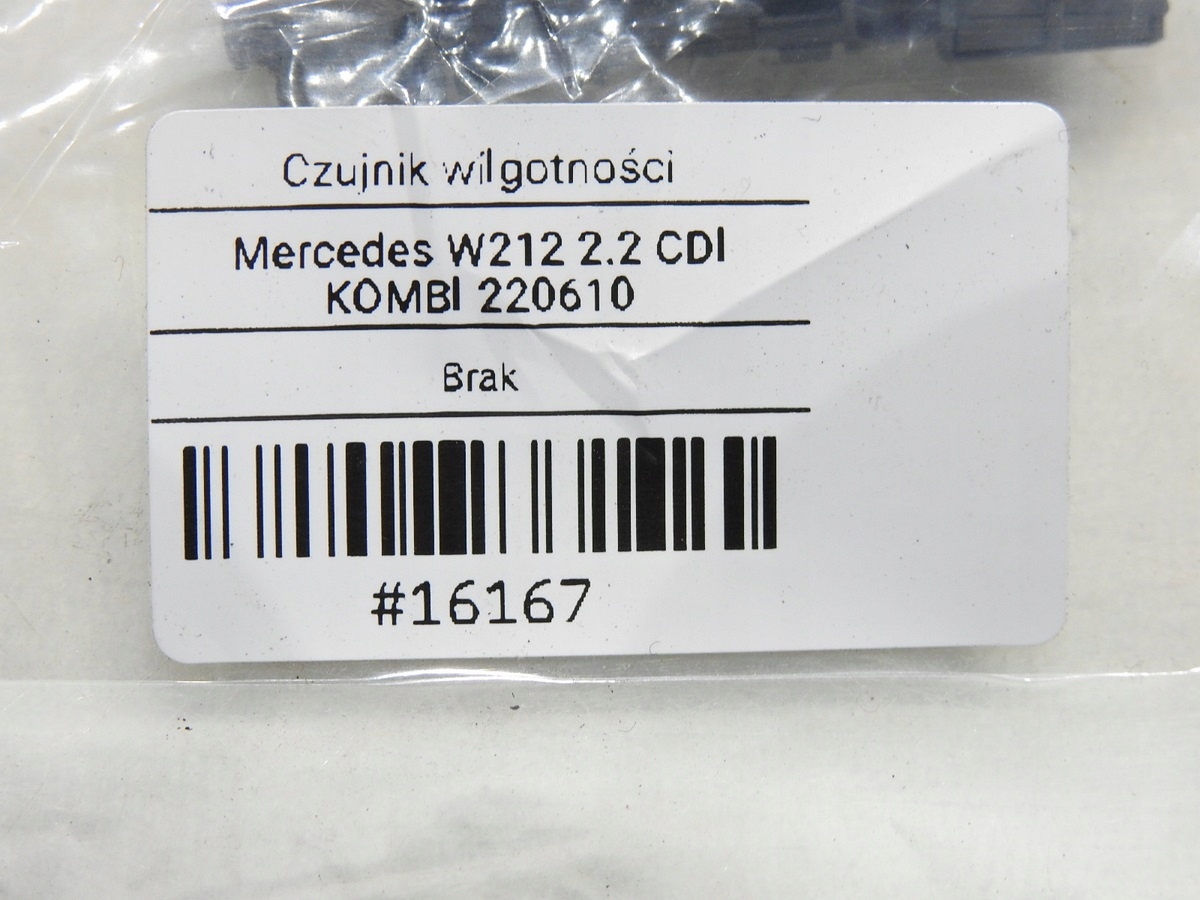 Czujnik wilgotności
Mercedes W212 2.2 CDI
KOMBI 220610
Brak
#16167